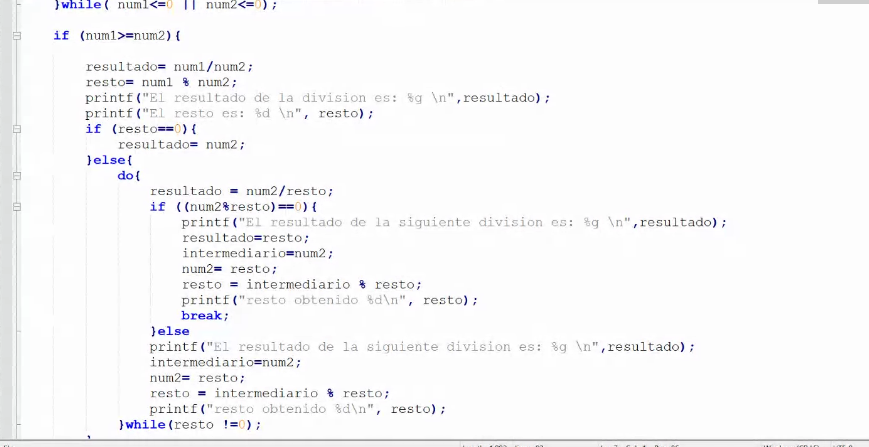 }while( num1<=0 || num2<=0);
if (num1>=num2){
resultado= num1/num2;
resto= num1 % num2;
printf("El resultado de la division es: %g \n",resultado);
printf("El resto es: %d \n", resto);
if (resto==0){
resultado= num2;
}else{
do{
resultado = num2/resto;
if ((num2%resto)==0){
printf("El resultado de la siguiente division es: %g \n",resultado);
resultado=resto;
intermediario=num2;
num2= resto;
resto = intermediario % resto;
printf("resto obtenido %d\n", resto);
break;
}else
printf("El resultado de la siguiente division es: %g \n",resultado);
intermediario=num2;
num2= resto;
resto = intermediario % resto;
printf("resto obtenido %d\n", resto);
}while(resto !=0);